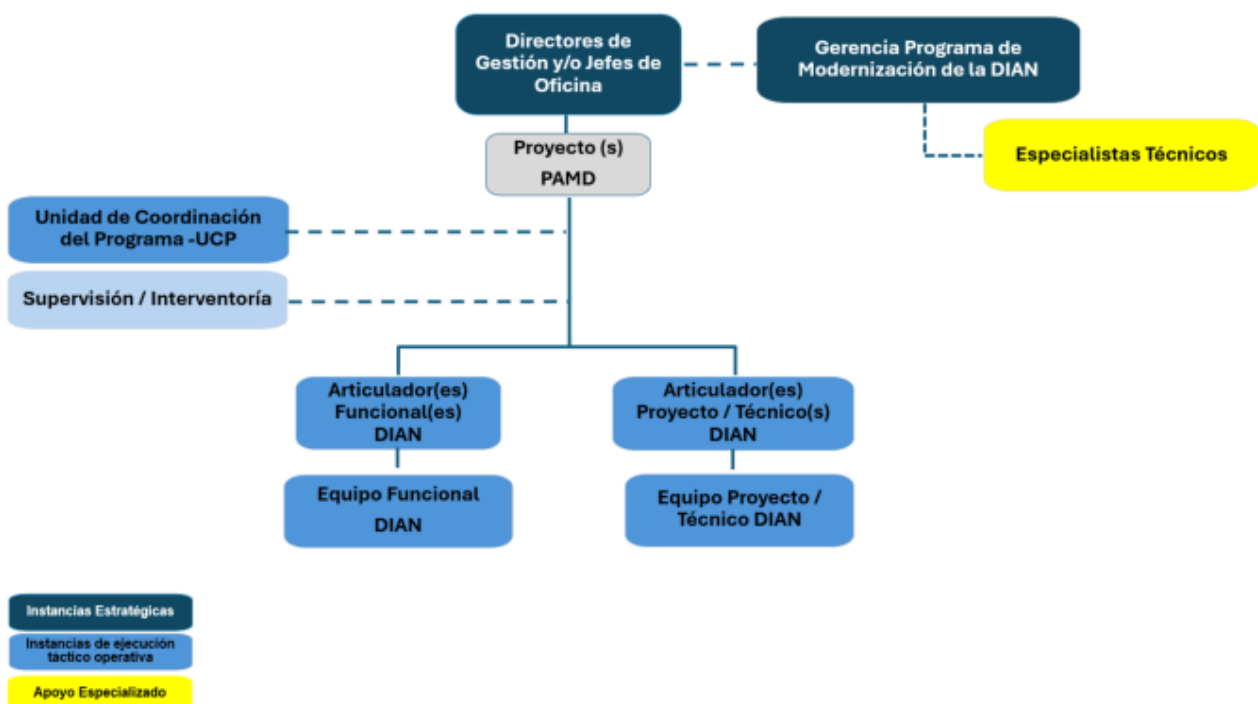 Directores de
Gestión y/o Jefes de
Oficina
Gerencia Programa de
Modernización de la DIAN
Especialistas Técnicos
Proyecto (s)
PAMD
Unidad de Coordinación
del Programa -UCP
Supervisión / Interventoría
Articulador(es)
Funcional(es)
DIAN
Articulador(es)
Proyecto / Técnico(s)
DIAN
Equipo Funcional
DIAN
Equipo Proyecto /
Técnico DIAN
Instancias Estratégicas
Instancias de ejecución
táctico operativa
Apoyo Especializado